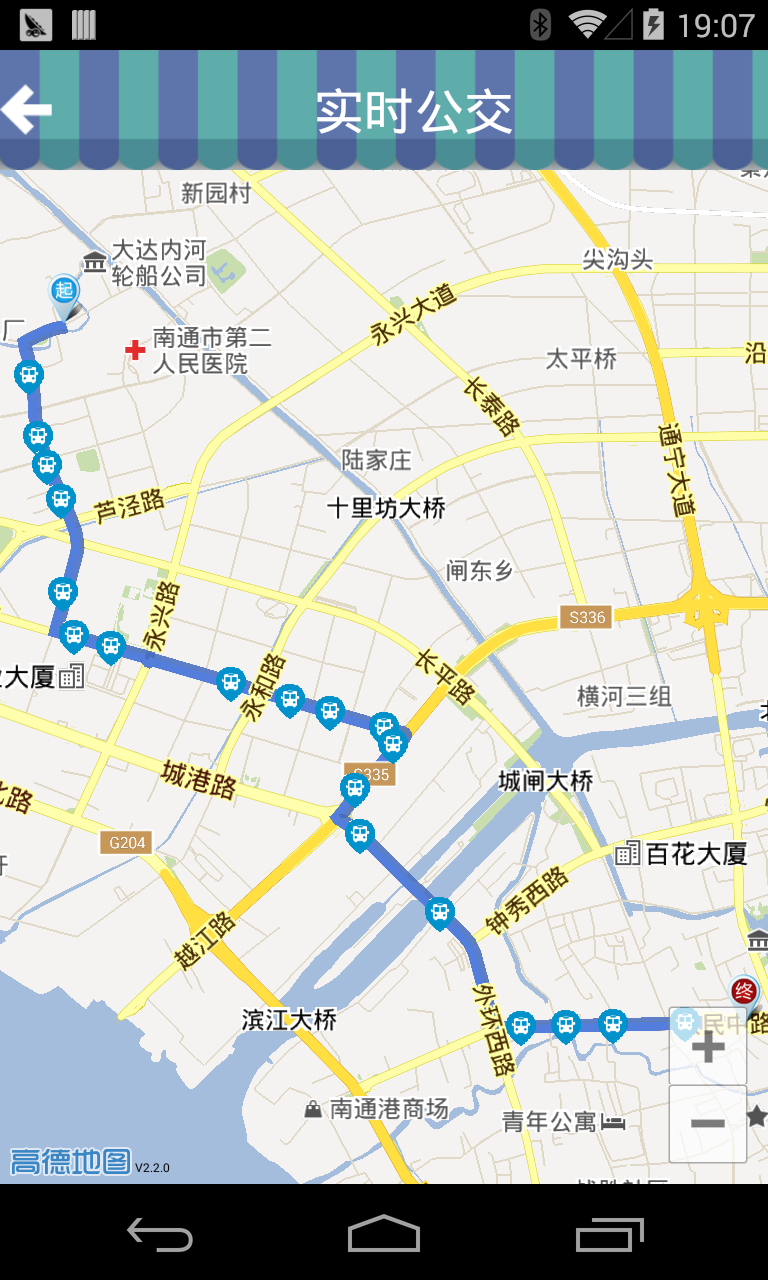 19:07
实时公交
新园村
大达内河
轮船公司
尖沟头
起
永兴大道
厂
南通市第二
人民医院
太平桥
沿
长泰路
通宁大道
陆家庄
芦泾路
十里坊大桥
闸东乡
永兴路
S336
长平路
大厦
永和路
横河三组
S335
城港路
城闸大桥
路
G204
百花大厦
钟秀西路
越江路
终
外环西路
滨江大桥
民中路
+
南通港商场
青年公寓
−
高德地图 V2.2.0